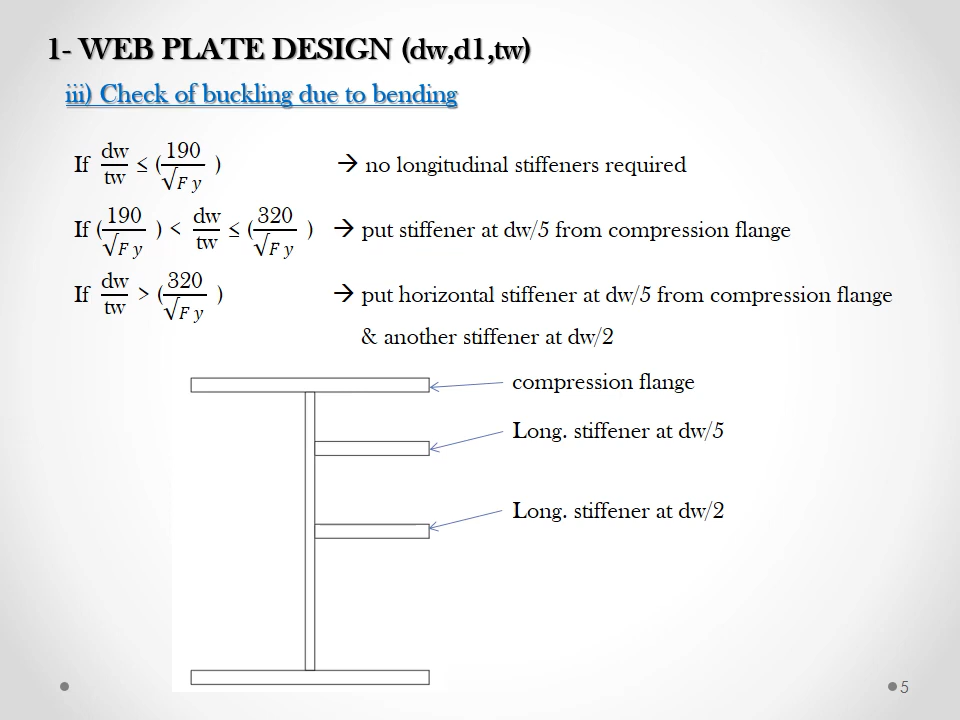 1- WEB PLATE DESIGN (dw,d1,tw)
iii) Check of buckling due to bending
If dw/tw ≤ (190/√Fy) → no longitudinal stiffeners required
If (190/√Fy) < dw/tw ≤ (320/√Fy) → put stiffener at dw/5 from compression flange
If dw/tw > (320/√Fy) → put horizontal stiffener at dw/5 from compression flange
& another stiffener at dw/2
compression flange
Long. stiffener at dw/5
Long. stiffener at dw/2
5